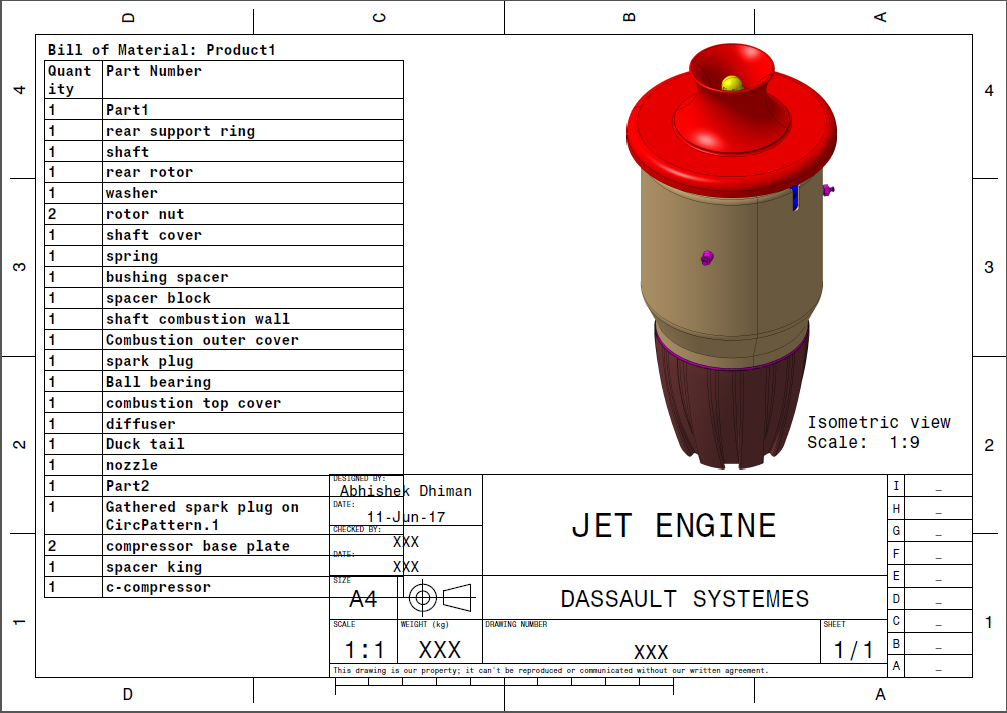 D C B A
Bill of Material: Product1
Quant
ity Part Number
1 Part1
1 rear support ring
1 shaft
1 rear rotor
1 washer
2 rotor nut
1 shaft cover
1 spring
1 bushing spacer
1 spacer block
1 shaft combustion wall
1 Combustion outer cover
1 spark plug
1 Ball bearing
1 combustion top cover
1 diffuser
1 Duck tail
1 nozzle
1 Part2
1 Gathered spark plug on
CircPattern.1
2 compressor base plate
1 spacer king
1 c-compressor
4
3
2
1
4
3
2
1
Isometric view
Scale: 1:9
DESIGNED BY:
Abhishek Dhiman
DATE:
11-Jun-17
CHECKED BY:
XXX
DATE:
XXX
SIZE
A4
JET ENGINE
DASSAULT SYSTEMES
SCALE
1:1
WEIGHT (kg)
XXX
DRAWING NUMBER
XXX
SHEET
1/1
I _
H _
G _
F _
E _
D _
C _
B _
A _
This drawing is our property; it can't be reproduced or communicated without our written agreement.
D A